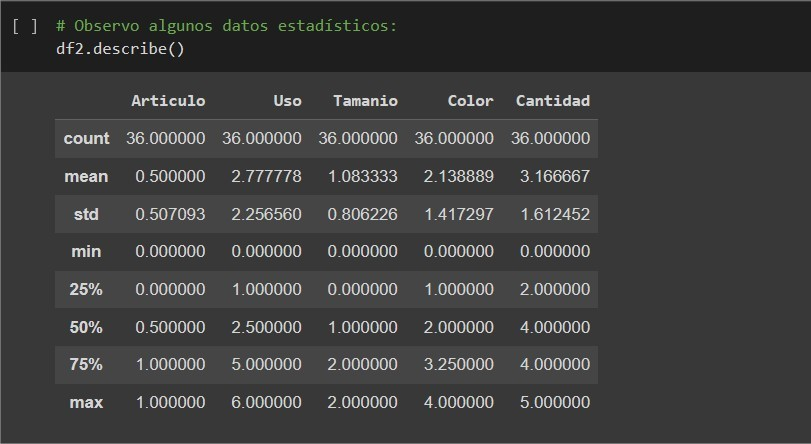 [ ] # Observo algunos datos estadísticos:
df2.describe()
Articulo Uso Tamanio Color Cantidad
count 36.000000 36.000000 36.000000 36.000000 36.000000
mean 0.500000 2.777778 1.083333 2.138889 3.166667
std 0.507093 2.256560 0.806226 1.417297 1.612452
min 0.000000 0.000000 0.000000 0.000000 0.000000
25% 0.000000 1.000000 0.000000 1.000000 2.000000
50% 0.500000 2.500000 1.000000 2.000000 4.000000
75% 1.000000 5.000000 2.000000 3.250000 4.000000
max 1.000000 6.000000 2.000000 4.000000 5.000000